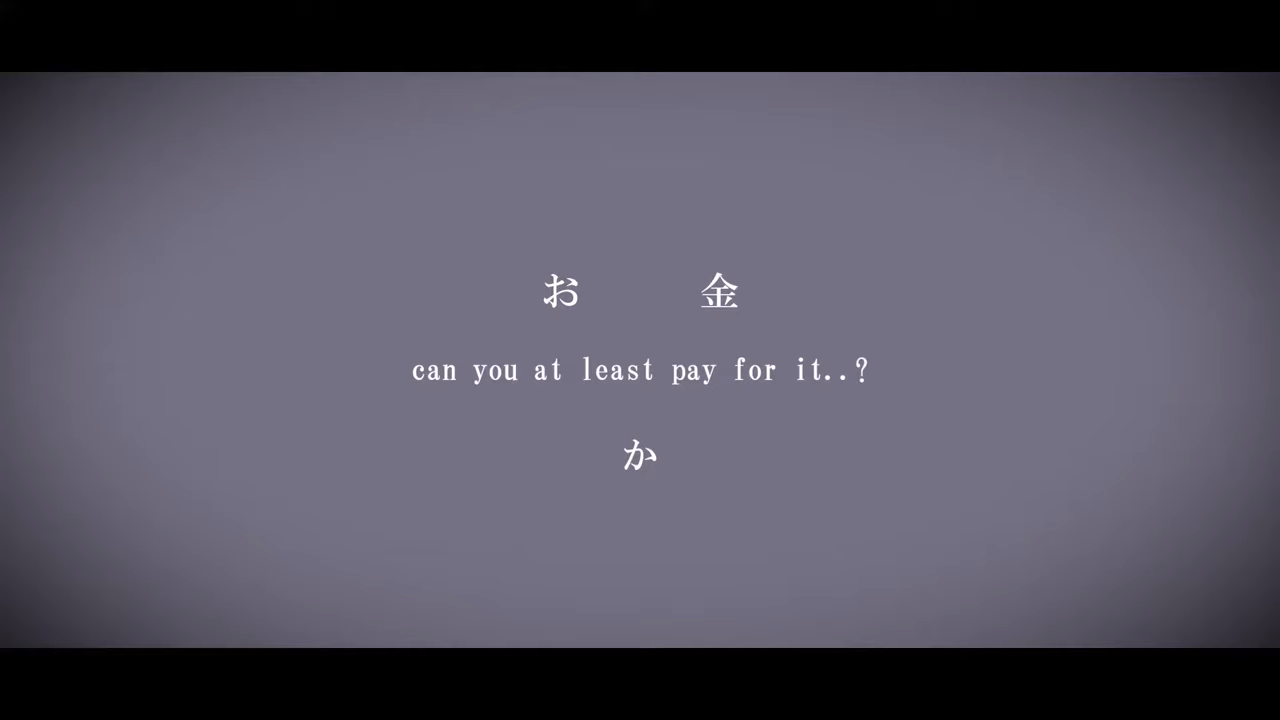 お 金
can you at least pay for it..?
か